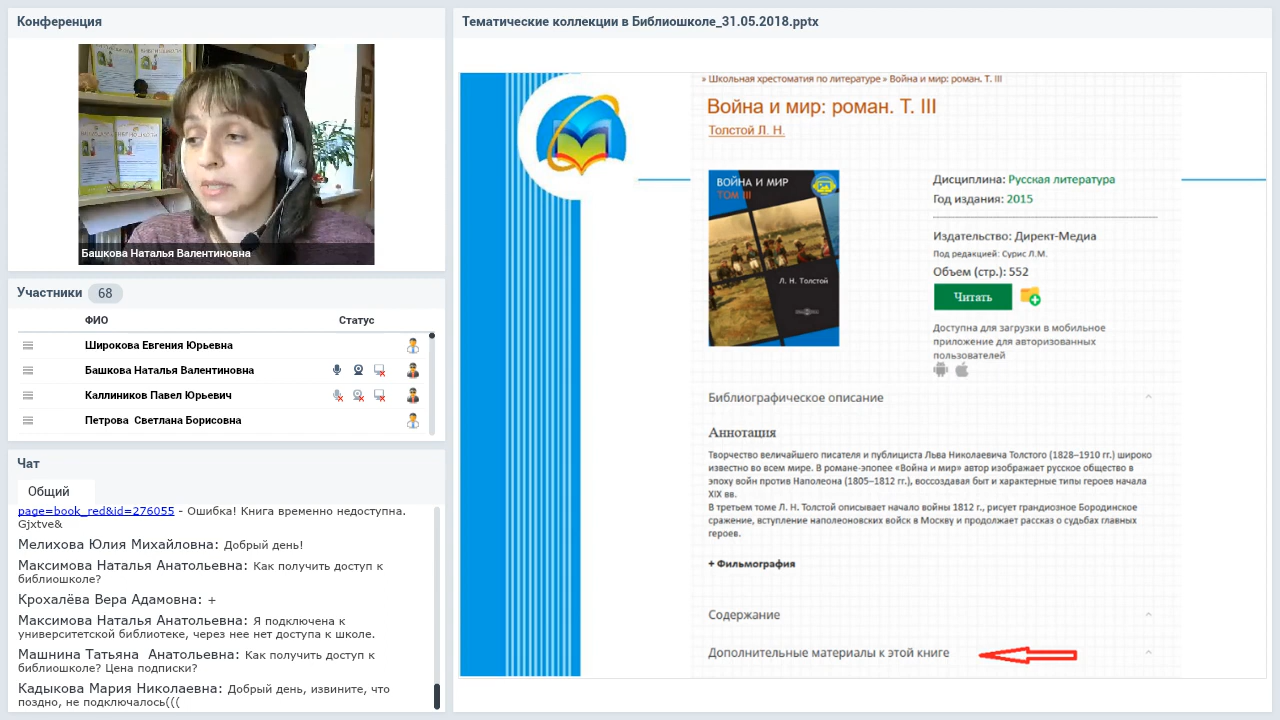 Конференция
Башкова Наталья Валентиновна
Участники 68
ФИО Статус
Широкова Евгения Юрьевна
Башкова Наталья Валентиновна
Каллиников Павел Юрьевич
Петрова Светлана Борисовна
Чат
Общий
page=book_red&id=276055 - Ошибка! Книга временно недоступна.
Gjxtve&
Мелихова Юлия Михайловна: Добрый день!
Максимова Наталья Анатольевна: Как получить доступ к
библиошколе?
Крохалёва Вера Адамовна: +
Максимова Наталья Анатольевна: Я подключена к
университетской библиотеке, через нее нет доступа к школе.
Машнина Татьяна Анатольевна: Как получить доступ к
библиошколе? Цена подписки?
Кадыкова Мария Николаевна: Добрый день, извините, что
поздно, не подключалось(((
Тематические коллекции в Библиошколе_31.05.2018.pptx
» Школьная хрестоматия по литературе » Война и мир: роман. Т. III
Война и мир: роман. Т. III
Толстой Л. Н.
ВОЙНА И МИР
ТОМ III
Л. Н. Толстой
Дисциплина: Русская литература
Год издания: 2015
Издательство: Директ-Медиа
Под редакцией: Сурис Л.М.
Объем (стр.): 552
Читать
Доступна для загрузки в мобильное
приложение для авторизованных
пользователей
Библиографическое описание
Аннотация
Творчество величайшего писателя и публициста Льва Николаевича Толстого (1828–1910 гг.) широко
известно во всем мире. В романе-эпопее «Война и мир» автор изображает русское общество в
эпоху войн против Наполеона (1805–1812 гг.), воссоздавая быт и характерные типы героев начала
XIX вв.
В третьем томе Л. Н. Толстой описывает начало войны 1812 г., рисует грандиозное Бородинское
сражение, вступление наполеоновских войск в Москву и продолжает рассказ о судьбах главных
героев.
+ Фильмография
Содержание
Дополнительные материалы к этой книге